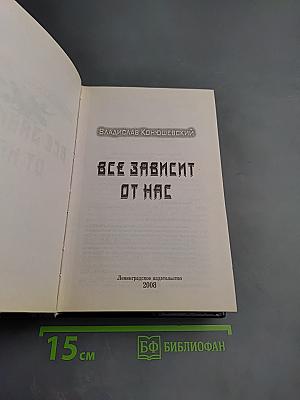 ВЛАДИСЛАВ КОНЮШЕВСКИЙ
ВСЕ ЗАВИСИТ
ОТ НАС
Ленинградское издательство
2008
15 см
БФ БИБЛИОФАН